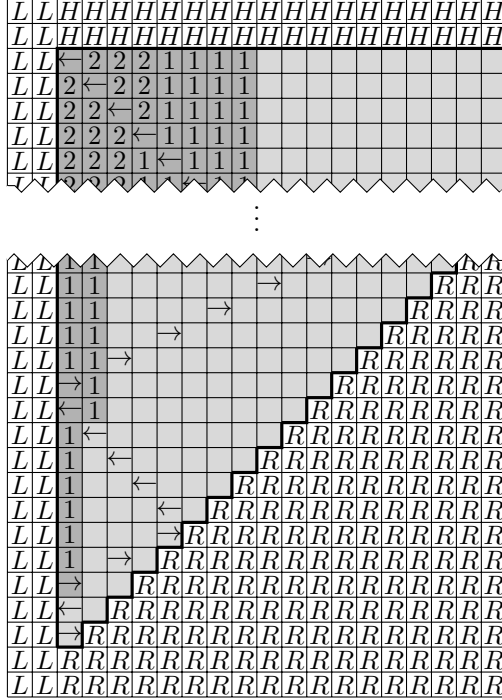 L L H H H H H H H H H H H H H H H H H H
L L H H H H H H H H H H H H H H H H H H
L L ← 2 2 2 1 1 1 1
L L 2 ← 2 2 1 1 1 1
L L 2 2 ← 2 1 1 1 1
L L 2 2 2 ← 1 1 1 1
L L 2 2 2 1 ← 1 1 1
⋮
L L 1 1 → R R R
L L 1 1 → R R R R
L L 1 1 → R R R R R
L L 1 1 → R R R R R R
L L → 1 R R R R R R R
L L ← 1 R R R R R R R R
L L 1 ← R R R R R R R R R
L L 1 ← R R R R R R R R R R
L L 1 ← R R R R R R R R R R R
L L 1 ← R R R R R R R R R R R R
L L 1 → R R R R R R R R R R R R R
L L 1 → R R R R R R R R R R R R R R
L L → R R R R R R R R R R R R R R R
L L ← R R R R R R R R R R R R R R R R
L L → R R R R R R R R R R R R R R R R R
L L R R R R R R R R R R R R R R R R R R
L L R R R R R R R R R R R R R R R R R R